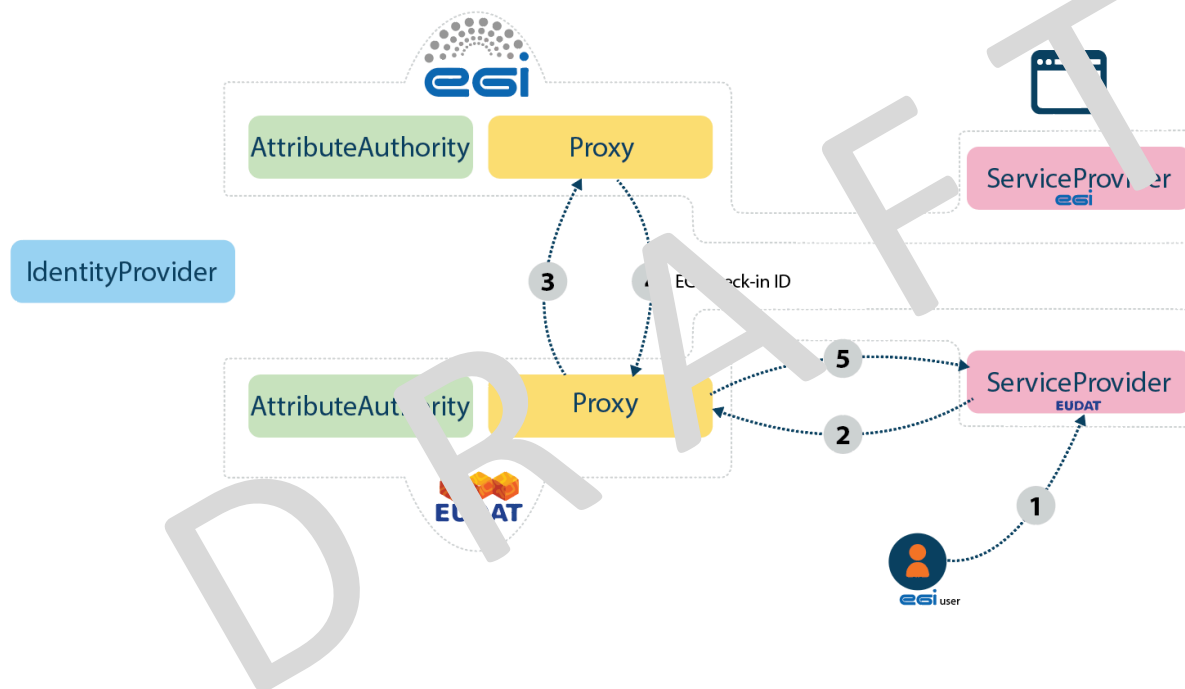 egi
AttributeAuthority
Proxy
ServiceProvider
egi
IdentityProvider
3
4
Check-in ID
5
AttributeAuthority
Proxy
ServiceProvider
EUDAT
2
EUDAT
1
egi user
DRAFT